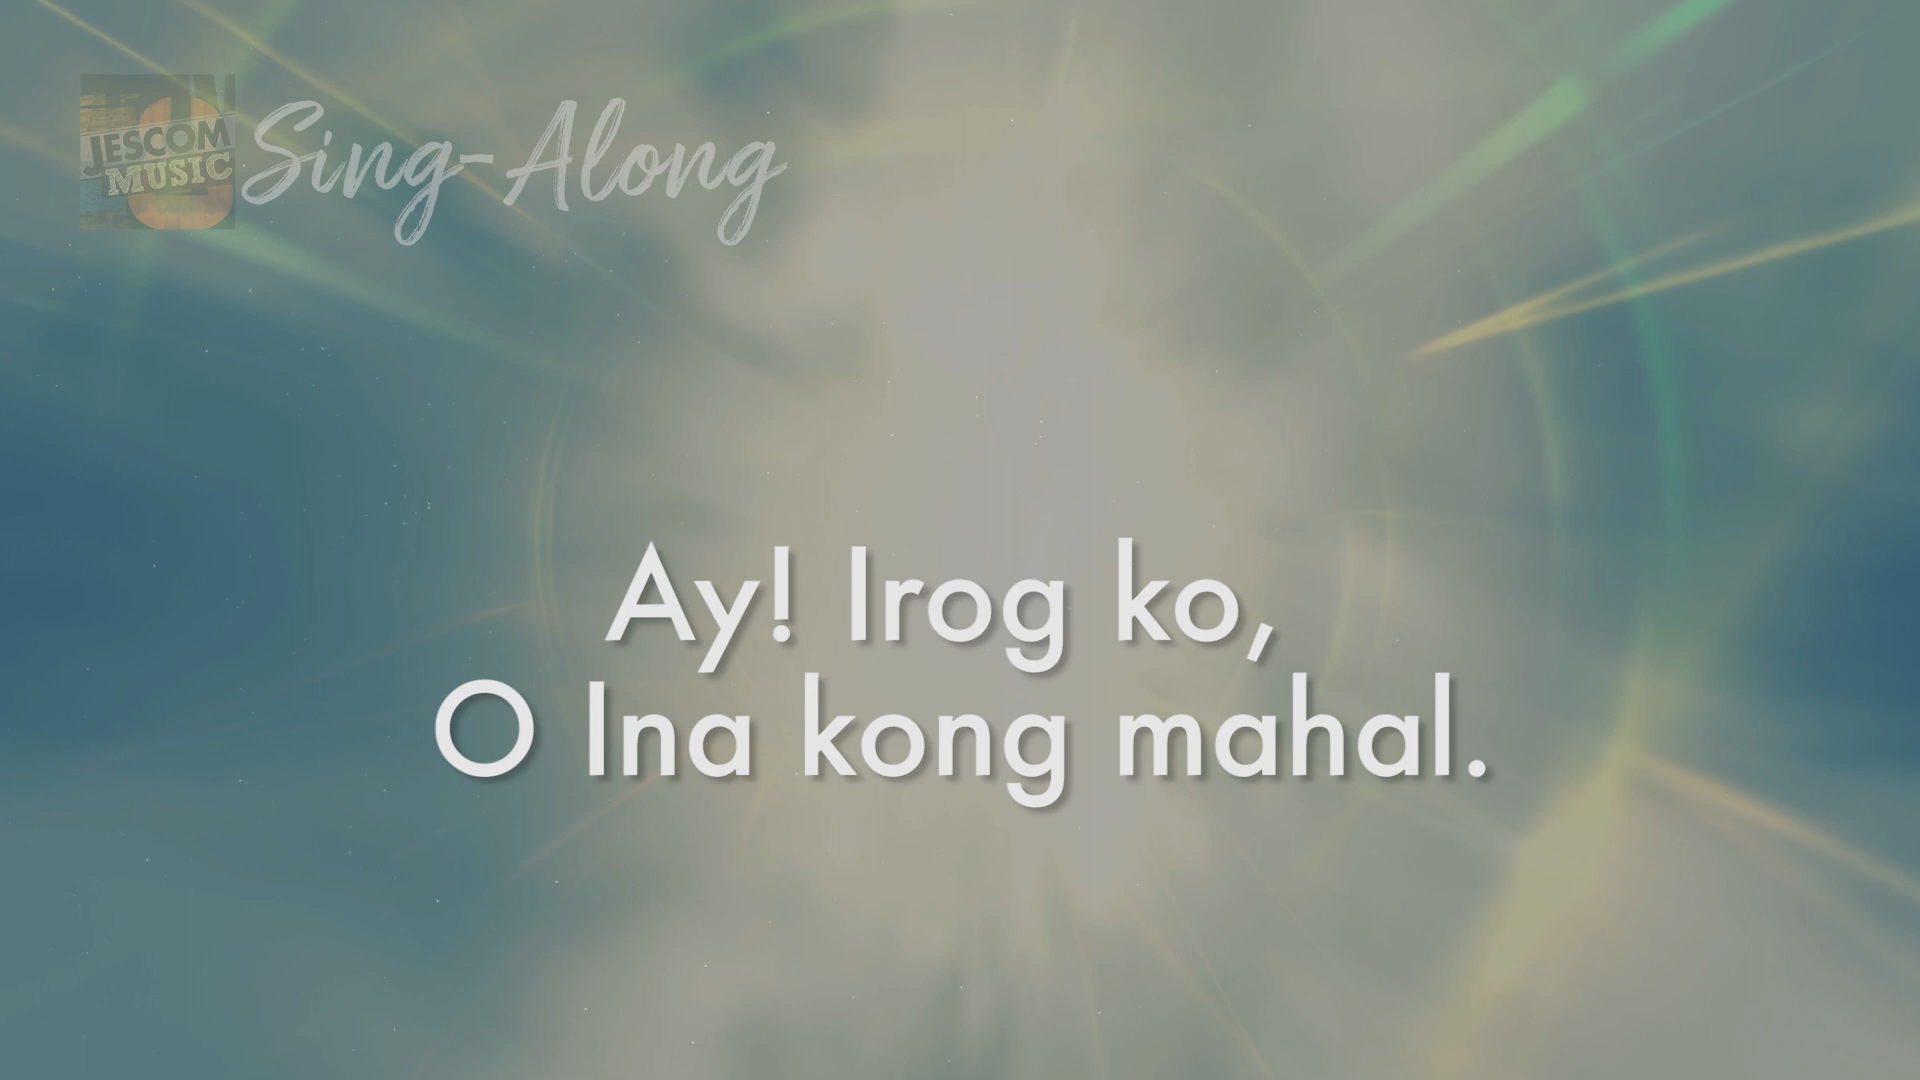 JESCOM
MUSIC
Sing-Along
Ay! Irog ko,
O Ina kong mahal.